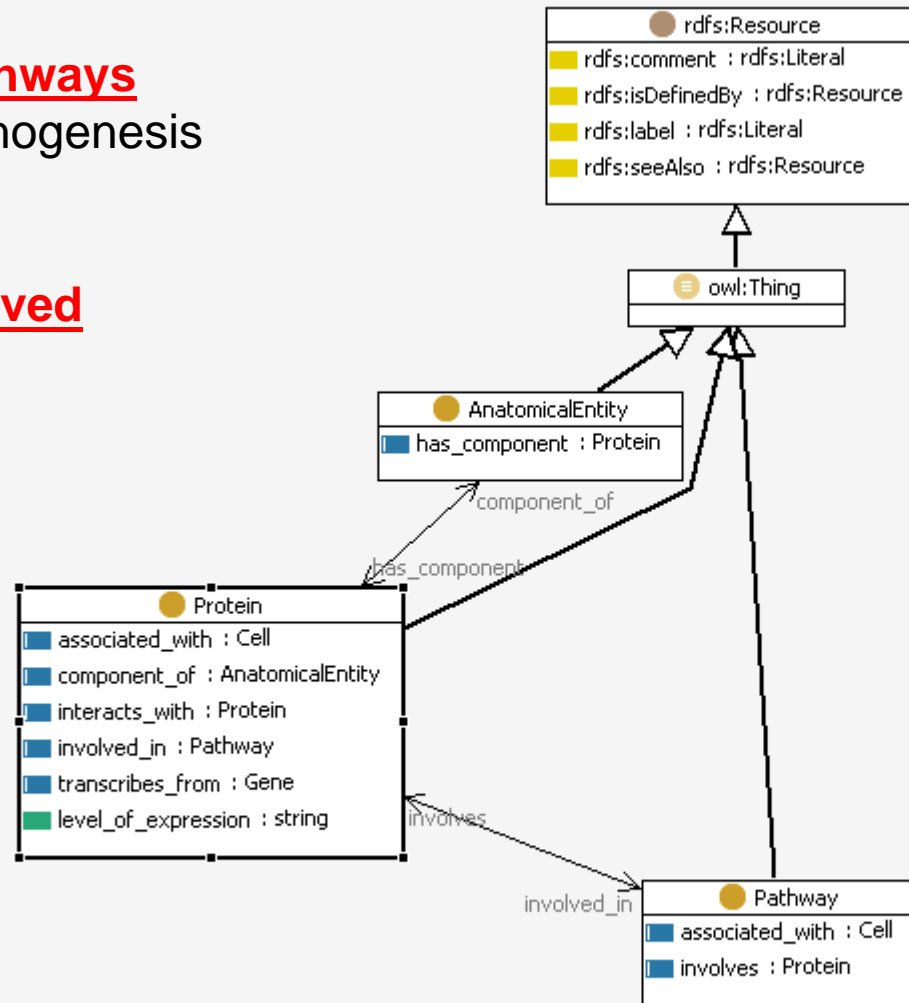 hways
nogenesis
ved
rdfs:Resource
rdfs:comment : rdfs:Literal
rdfs:isDefinedBy : rdfs:Resource
rdfs:label : rdfs:Literal
rdfs:seeAlso : rdfs:Resource
owl:Thing
AnatomicalEntity
has_component : Protein
component_of
has_component
Protein
associated_with : Cell
component_of : AnatomicalEntity
interacts_with : Protein
involved_in : Pathway
transcribes_from : Gene
level_of_expression : string
involves
involved_in
Pathway
associated_with : Cell
involves : Protein